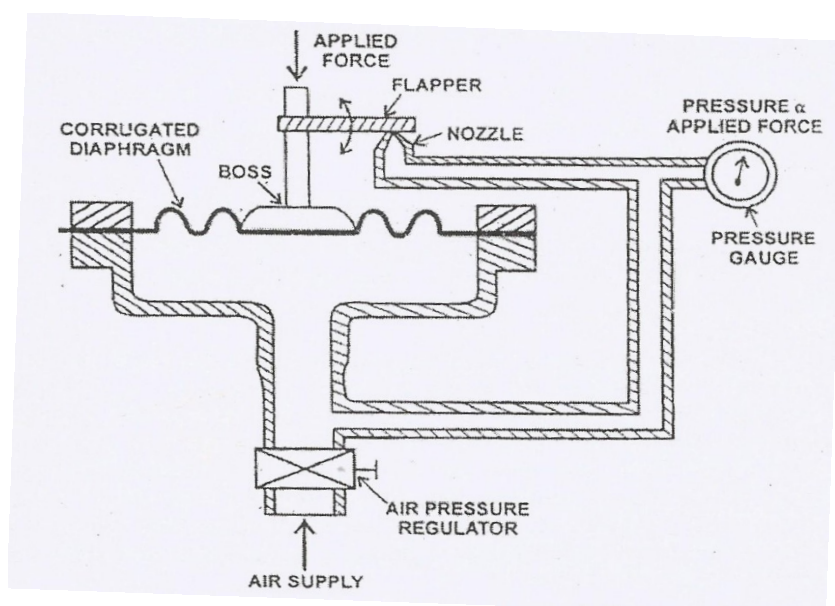 APPLIED
FORCE
FLAPPER
PRESSURE α
APPLIED FORCE
CORRUGATED
DIAPHRAGM
NOZZLE
BOSS
PRESSURE
GAUGE
AIR PRESSURE
REGULATOR
AIR SUPPLY